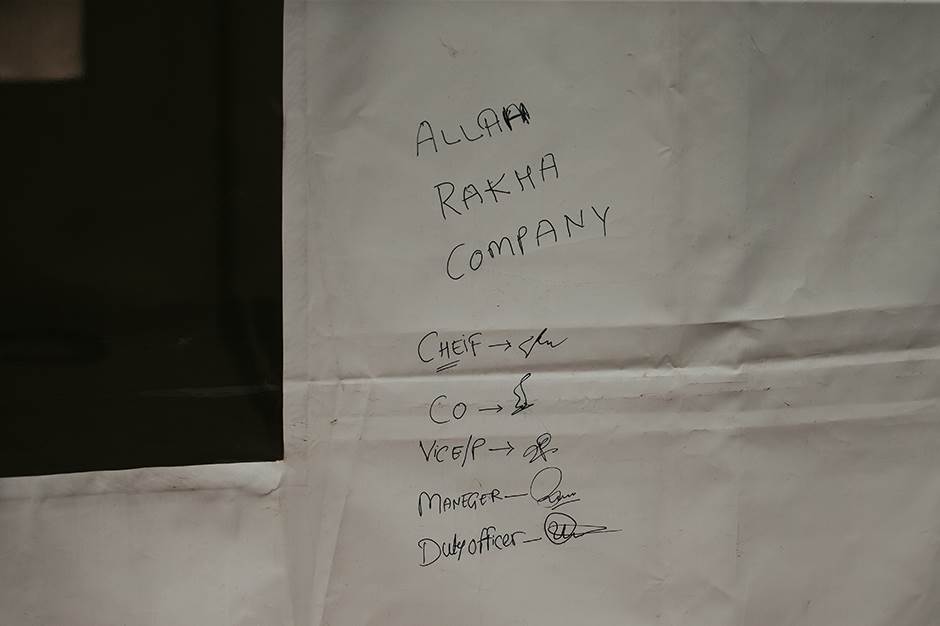 ALLAH
RAKHA
COMPANY
CHEIF →
CO →
VICE/P →
MANEGER —
Duty officer —